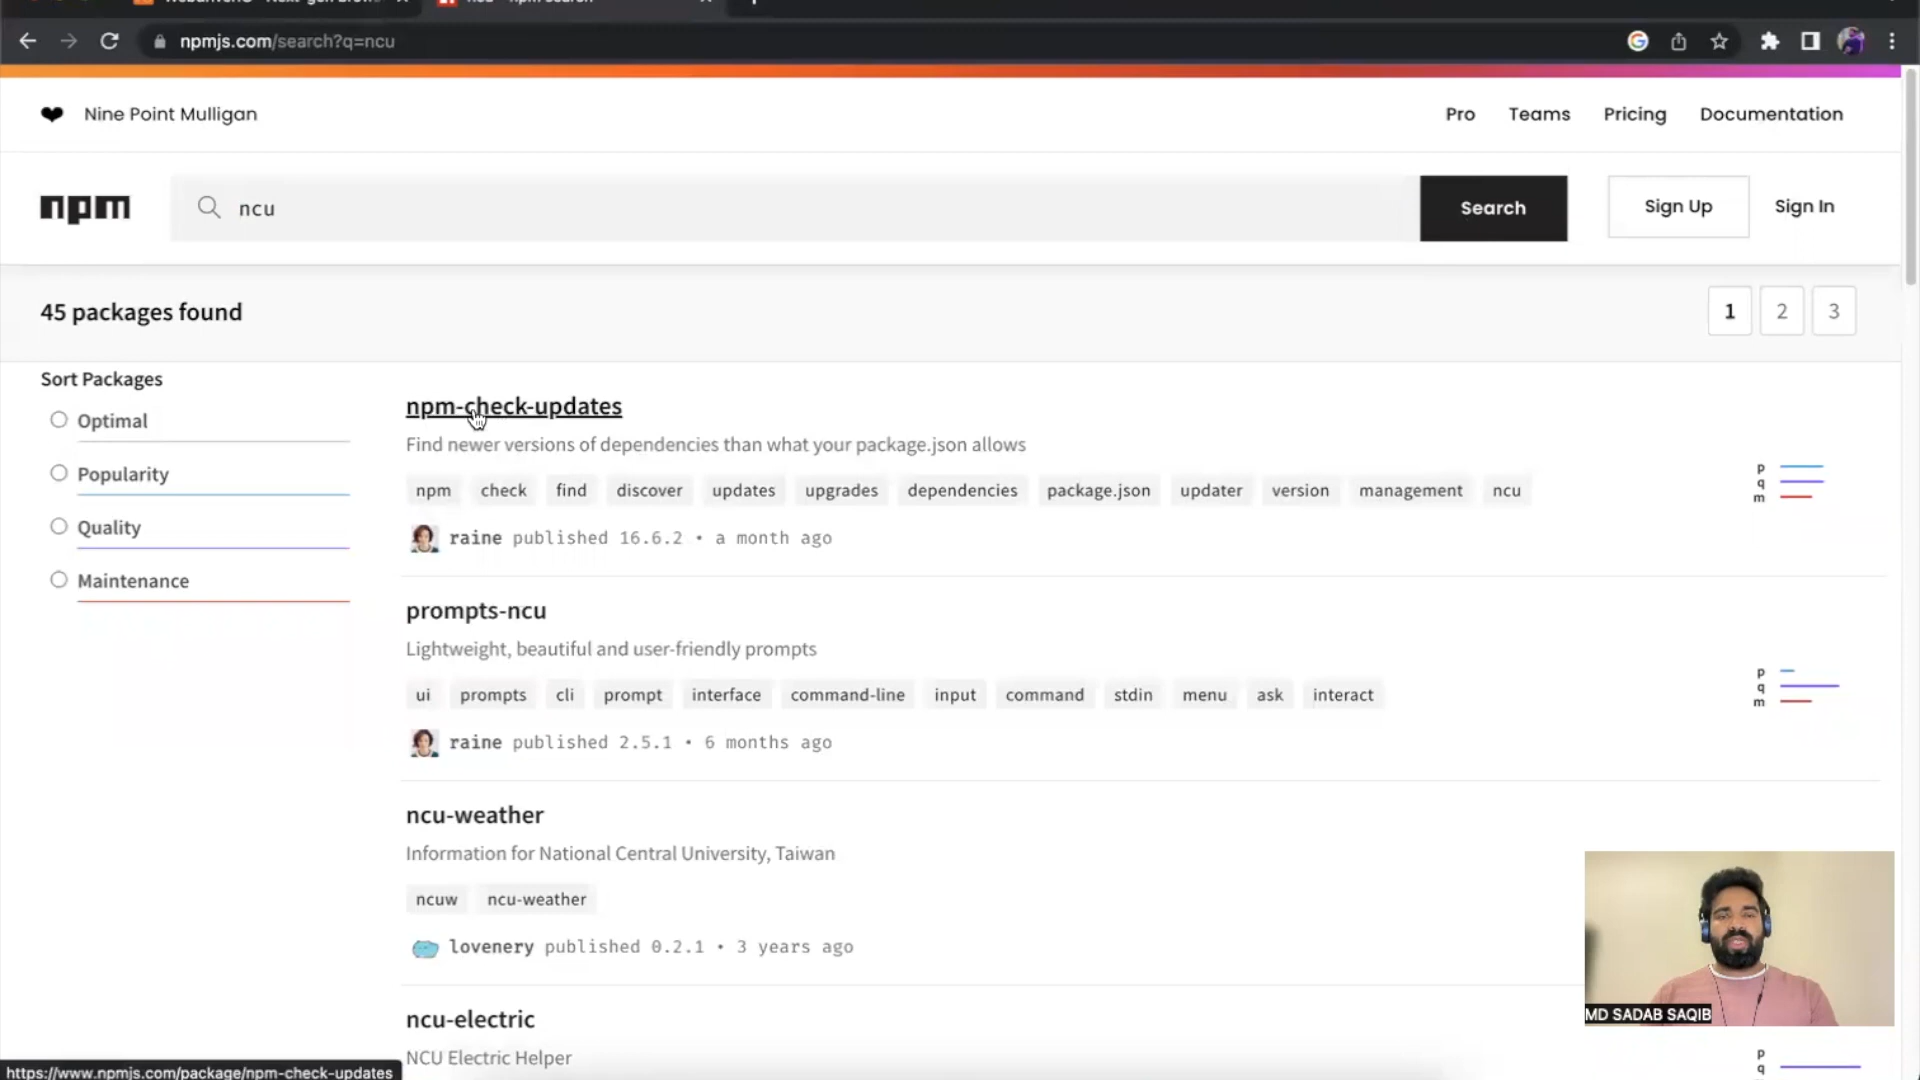 npmjs.com/search?q=ncu
Nine Point Mulligan
Pro
Teams
Pricing
Documentation
npm
ncu
Search
Sign Up
Sign In
45 packages found
1
2
3
Sort Packages
Optimal
Popularity
Quality
Maintenance
npm-check-updates
Find newer versions of dependencies than what your package.json allows
npm check find discover updates upgrades dependencies package.json updater version management ncu
raine published 16.6.2 • a month ago
p
q
m
prompts-ncu
Lightweight, beautiful and user-friendly prompts
ui prompts cli prompt interface command-line input command stdin menu ask interact
raine published 2.5.1 • 6 months ago
p
q
m
ncu-weather
Information for National Central University, Taiwan
ncuw ncu-weather
lovenery published 0.2.1 • 3 years ago
ncu-electric
NCU Electric Helper
p
q
MD SADAB SAQIB
https://www.npmjs.com/package/npm-check-updates